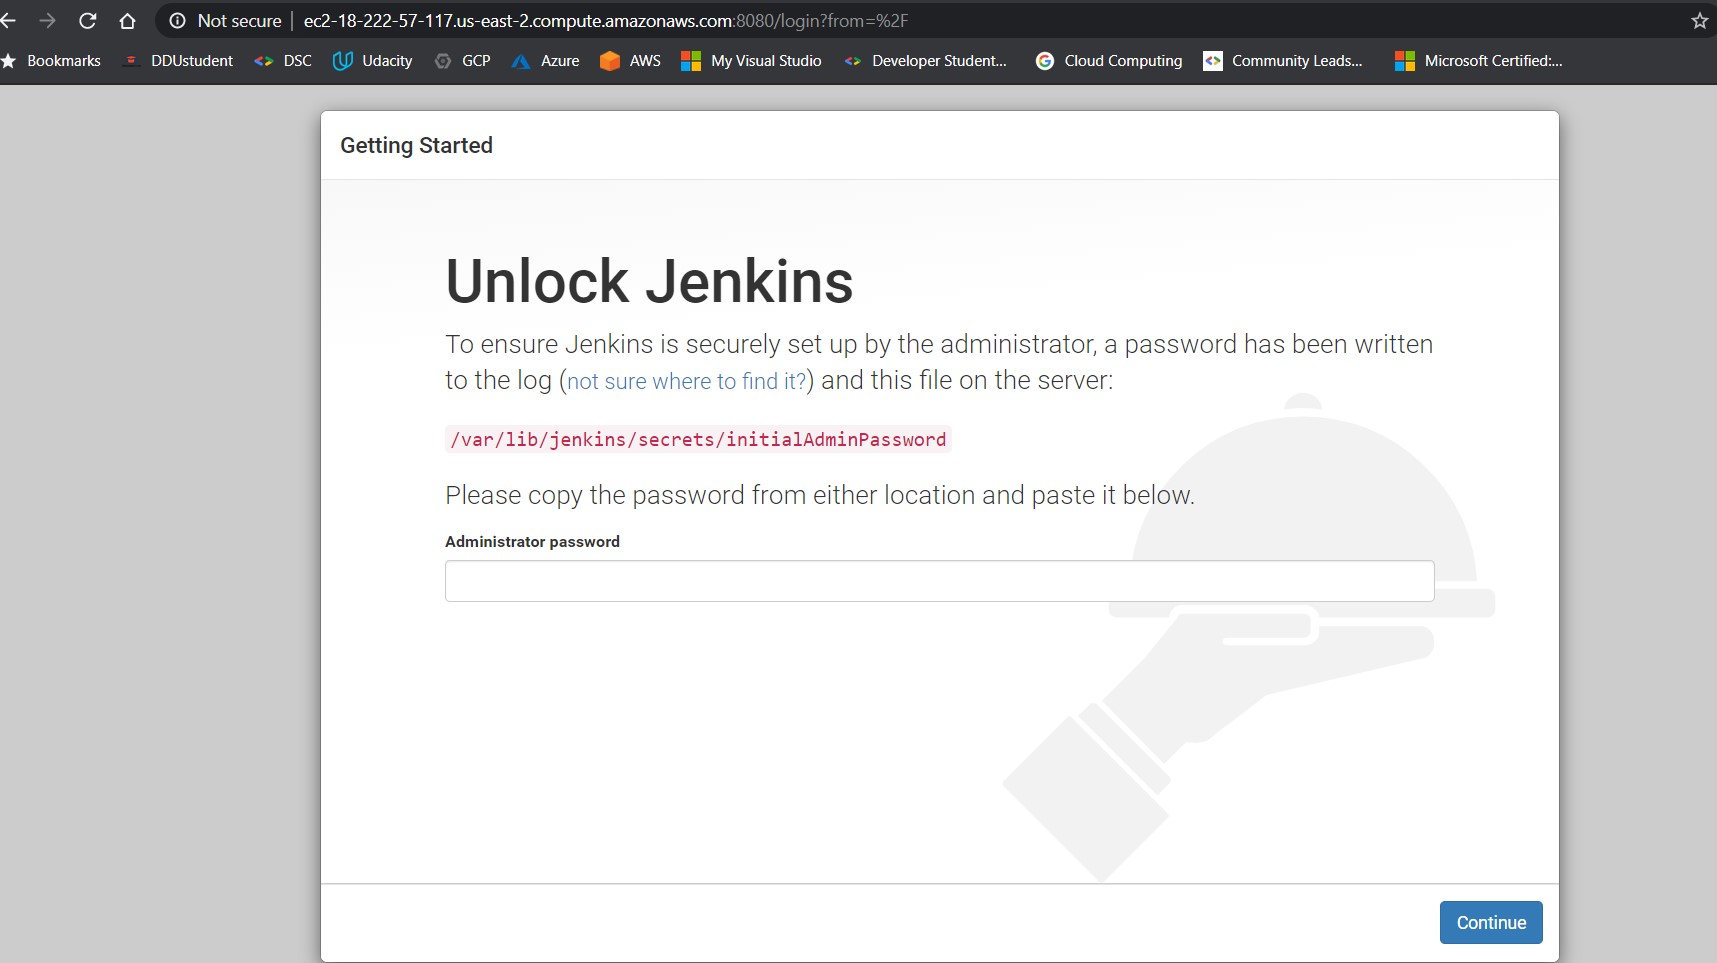 Not secure | ec2-18-222-57-117.us-east-2.compute.amazonaws.com:8080/login?from=%2F
Bookmarks DDUstudent DSC Udacity GCP Azure AWS My Visual Studio Developer Student... Cloud Computing Community Leads... Microsoft Certified:...
Getting Started
Unlock Jenkins
To ensure Jenkins is securely set up by the administrator, a password has been written
to the log (not sure where to find it?) and this file on the server:
/var/lib/jenkins/secrets/initialAdminPassword
Please copy the password from either location and paste it below.
Administrator password
Continue